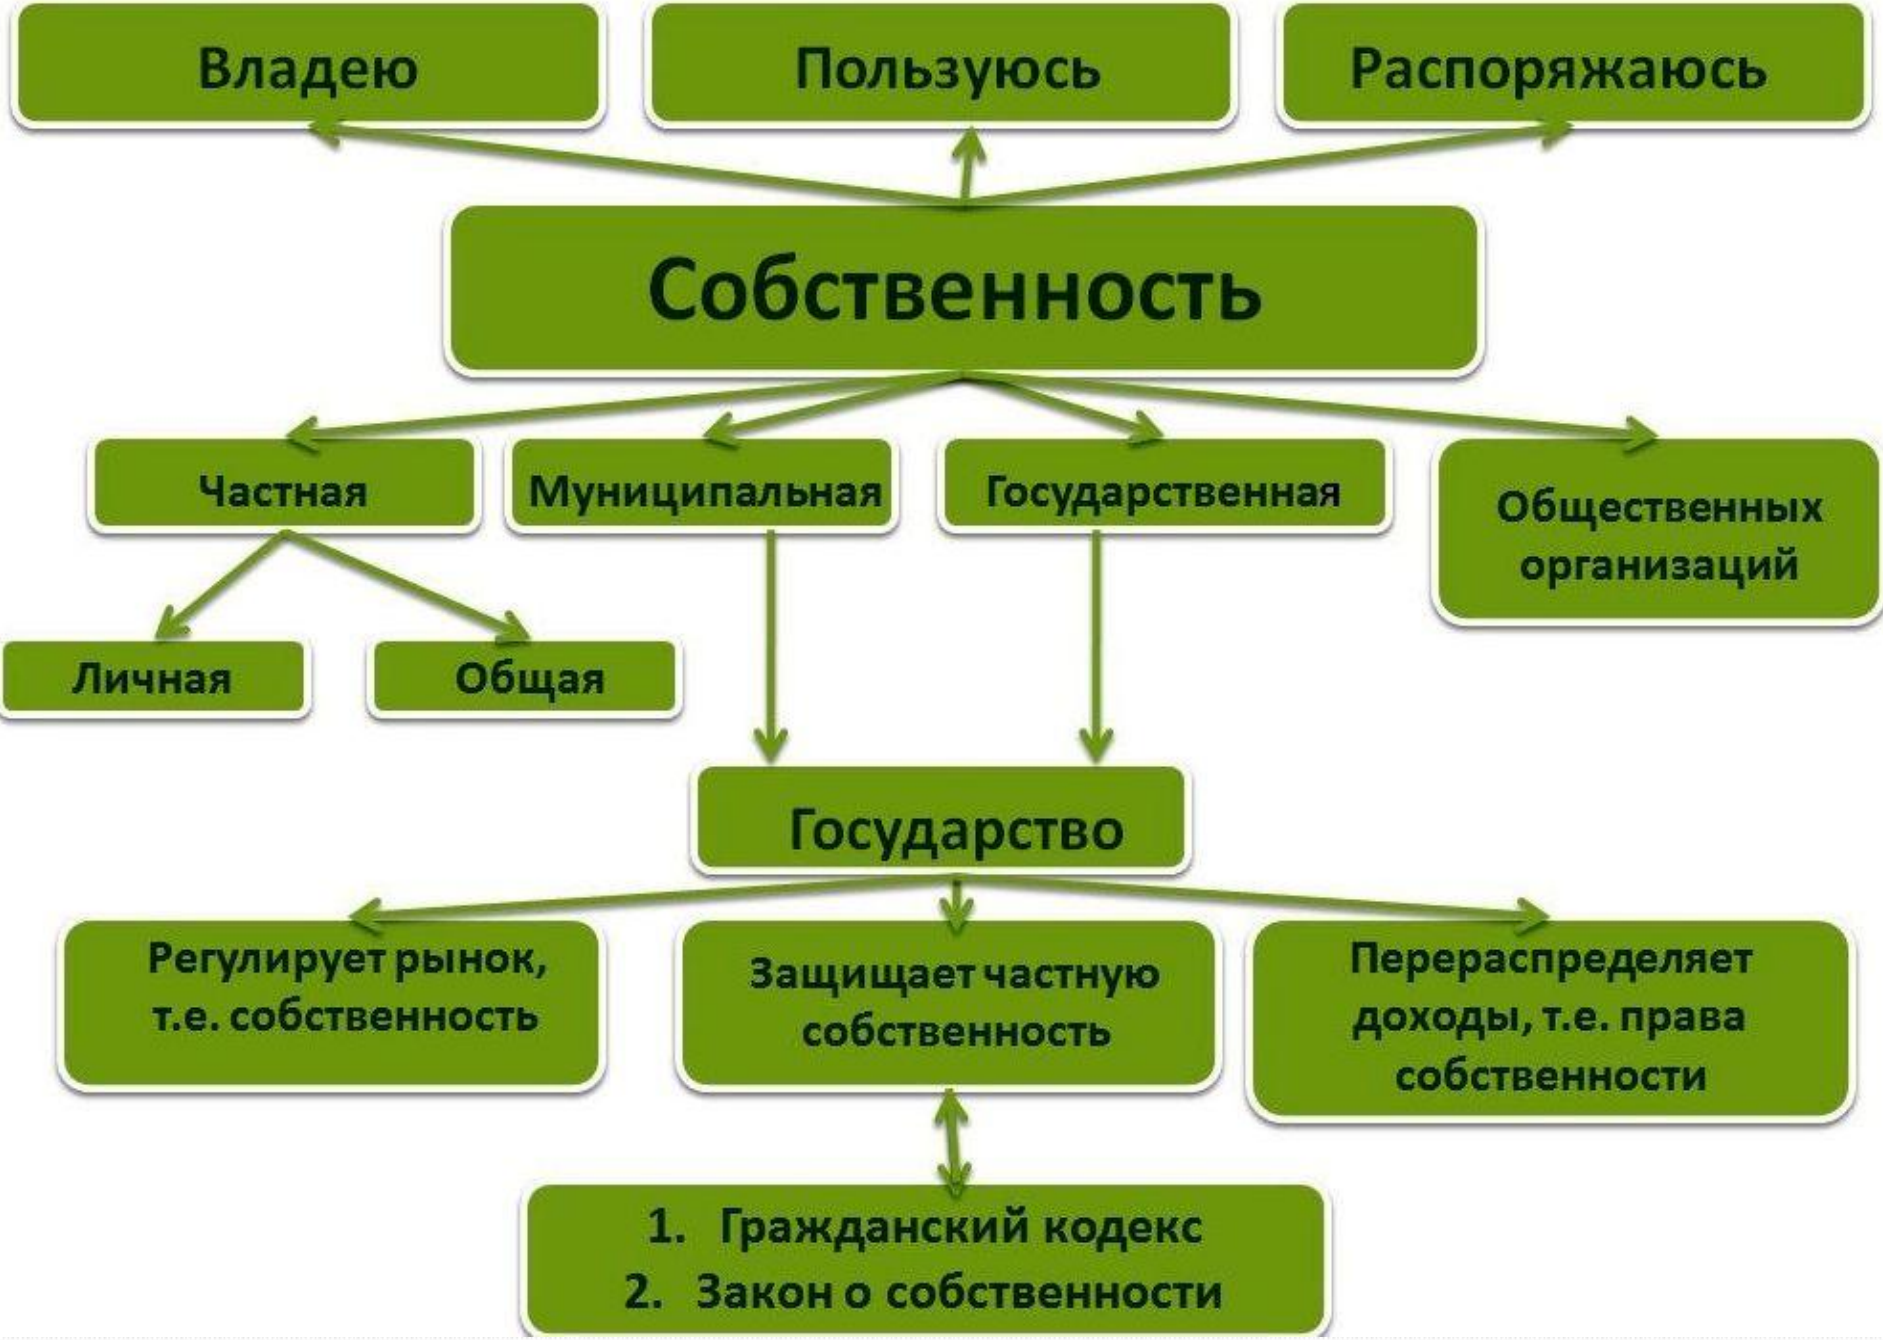 Владею
Пользуюсь
Распоряжаюсь
Собственность
Частная
Муниципальная
Государственная
Общественных
организаций
Личная
Общая
Государство
Регулирует рынок,
т.е. собственность
Защищает частную
собственность
Перераспределяет
доходы, т.е. права
собственности
1. Гражданский кодекс
2. Закон о собственности